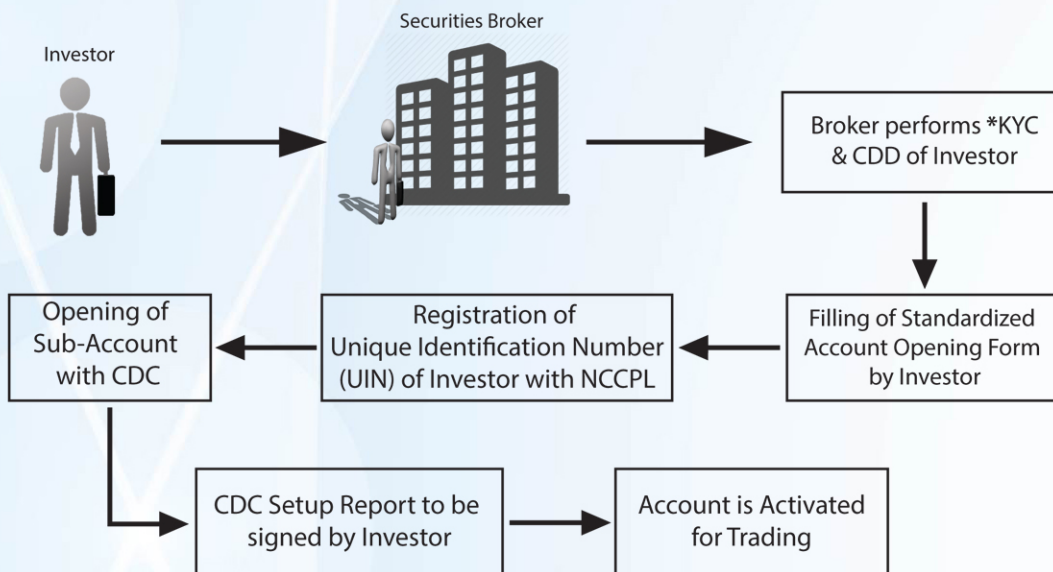 Investor
Securities Broker
Broker performs *KYC
& CDD of Investor
Filling of Standardized
Account Opening Form
by Investor
Registration of
Unique Identification Number
(UIN) of Investor with NCCPL
Opening of
Sub-Account
with CDC
CDC Setup Report to be
signed by Investor
Account is Activated
for Trading